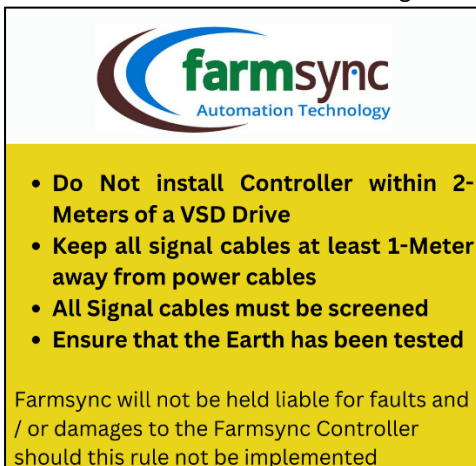 farmsync
Automation Technology
• Do Not install Controller within 2-
Meters of a VSD Drive
• Keep all signal cables at least 1-Meter
away from power cables
• All Signal cables must be screened
• Ensure that the Earth has been tested
Farmsync will not be held liable for faults and
/ or damages to the Farmsync Controller
should this rule not be implemented